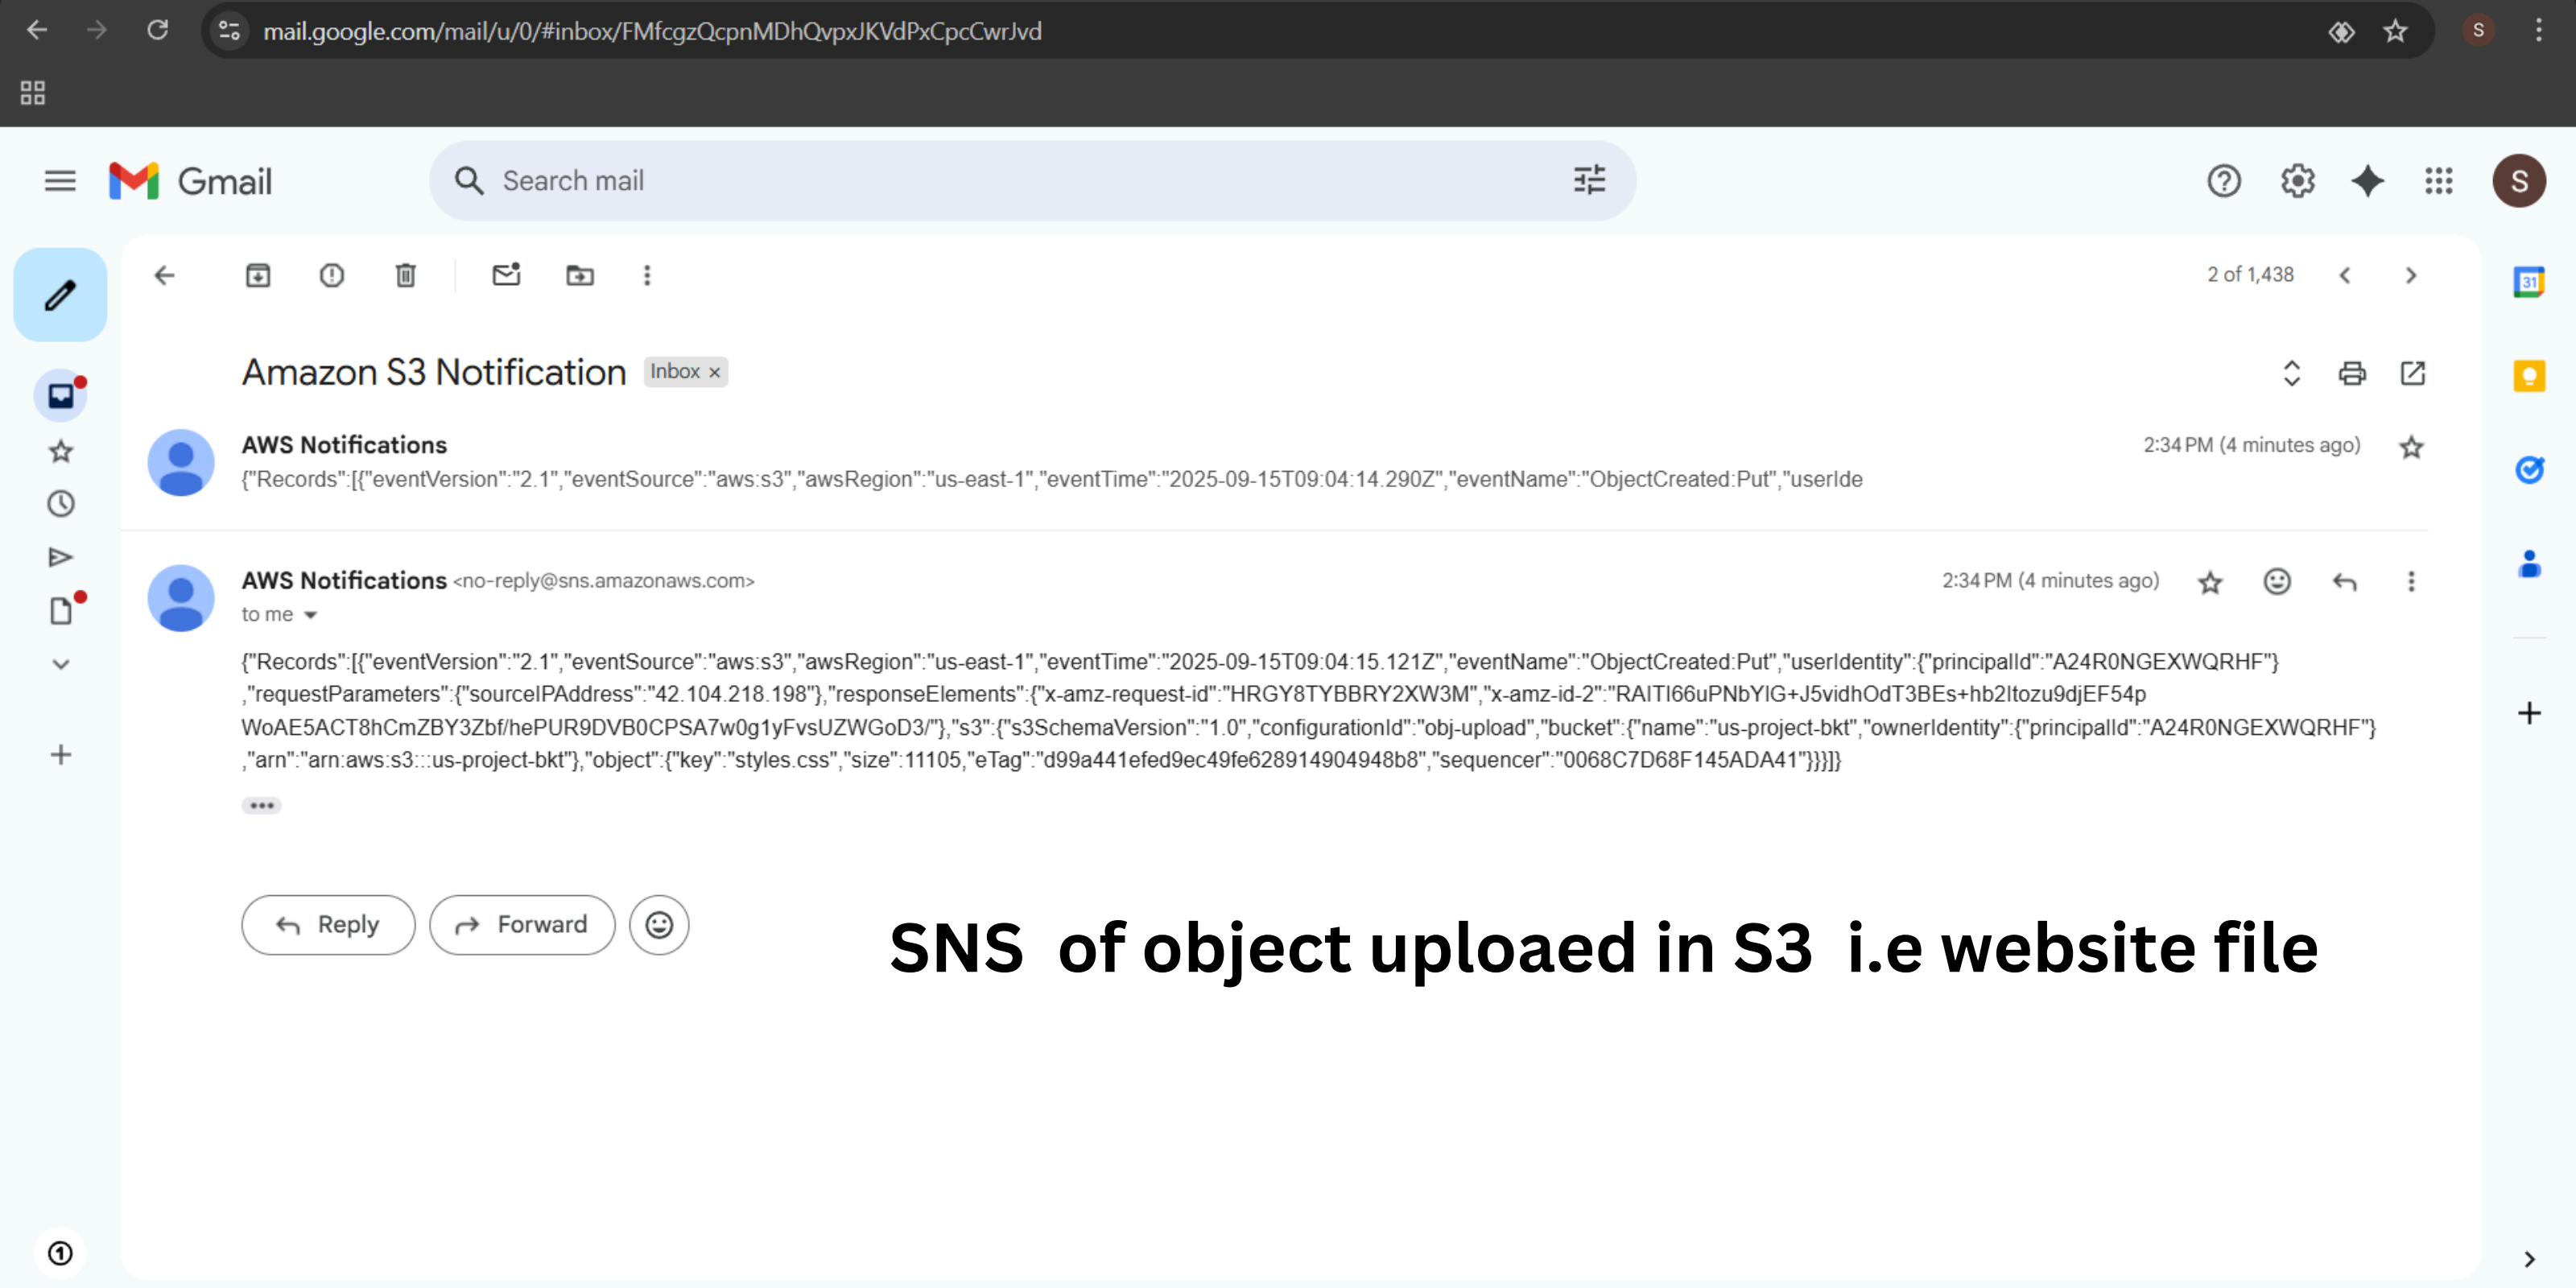 mail.google.com/mail/u/0/#inbox/FMfcgzQcpnMDhQvpxJKVdPxCpcCwrJvd
S
Gmail
Search mail
S
2 of 1,438
31
Amazon S3 Notification
Inbox ×
AWS Notifications
2:34 PM (4 minutes ago)
{"Records":[{"eventVersion":"2.1","eventSource":"aws:s3","awsRegion":"us-east-1","eventTime":"2025-09-15T09:04:14.290Z","eventName":"ObjectCreated:Put","userIde
AWS Notifications <no-reply@sns.amazonaws.com>
2:34 PM (4 minutes ago)
to me
{"Records":[{"eventVersion":"2.1","eventSource":"aws:s3","awsRegion":"us-east-1","eventTime":"2025-09-15T09:04:15.121Z","eventName":"ObjectCreated:Put","userIdentity":{"principalId":"A24R0NGEXWQRHF"}
,"requestParameters":{"sourceIPAddress":"42.104.218.198"},"responseElements":{"x-amz-request-id":"HRGY8TYBBRY2XW3M","x-amz-id-2":"RAITl66uPNbYlG+J5vidhOdT3BEs+hb2Itozu9djEF54p
WoAE5ACT8hCmZBY3Zbf/hePUR9DVB0CPSA7w0g1yFvsUZWGoD3/"},"s3":{"s3SchemaVersion":"1.0","configurationId":"obj-upload","bucket":{"name":"us-project-bkt","ownerIdentity":{"principalId":"A24R0NGEXWQRHF"}
,"arn":"arn:aws:s3:::us-project-bkt"},"object":{"key":"styles.css","size":11105,"eTag":"d99a441efed9ec49fe628914904948b8","sequencer":"0068C7D68F145ADA41"}}}]}
Reply
Forward
SNS of object uploaed in S3 i.e website file
1